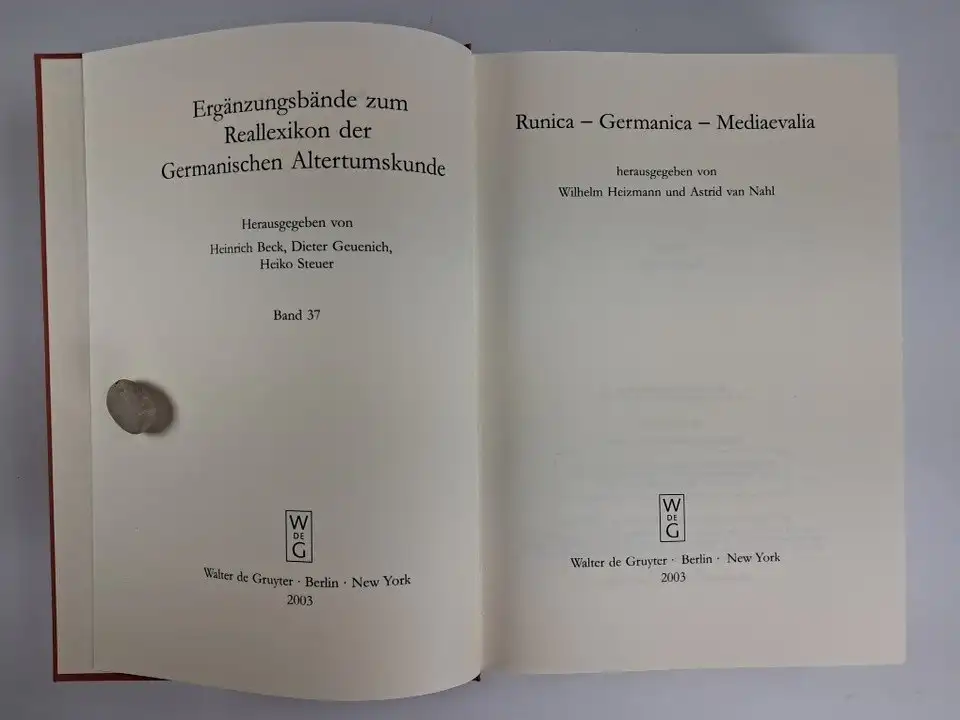 Ergänzungsbände zum
Reallexikon der
Germanischen Altertumskunde
Herausgegeben von
Heinrich Beck, Dieter Geuenich,
Heiko Steuer
Band 37
W
DE
G
Walter de Gruyter · Berlin · New York
2003
Runica – Germanica – Mediaevalia
herausgegeben von
Wilhelm Heizmann und Astrid van Nahl
W
DE
G
Walter de Gruyter · Berlin · New York
2003